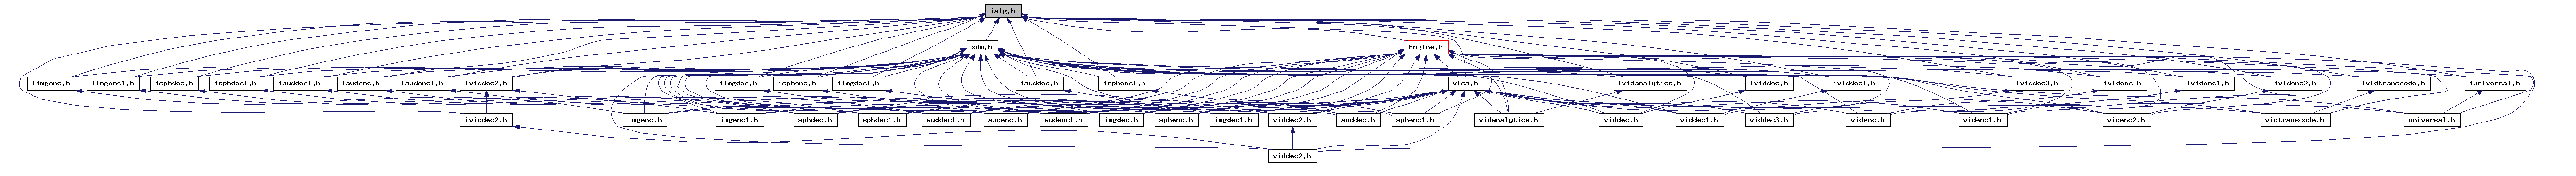 ialg.h
xdm.h
Engine.h
iimgenc.h
iimgenc1.h
isphdec.h
isphdec1.h
iauddec1.h
iaudenc.h
iaudenc1.h
ividdec2.h
iimgdec.h
isphenc.h
iimgdec1.h
iauddec.h
isphenc1.h
visa.h
ividanalytics.h
ividdec.h
ividdec1.h
ividdec3.h
ividenc.h
ividenc1.h
ividenc2.h
ividtranscode.h
iuniversal.h
ividdec2.h
imgenc.h
imgenc1.h
sphdec.h
sphdec1.h
auddec1.h
audenc.h
audenc1.h
imgdec.h
sphenc.h
imgdec1.h
viddec2.h
auddec.h
sphenc1.h
vidanalytics.h
viddec.h
viddec1.h
viddec3.h
videnc.h
videnc1.h
videnc2.h
vidtranscode.h
universal.h
viddec2.h